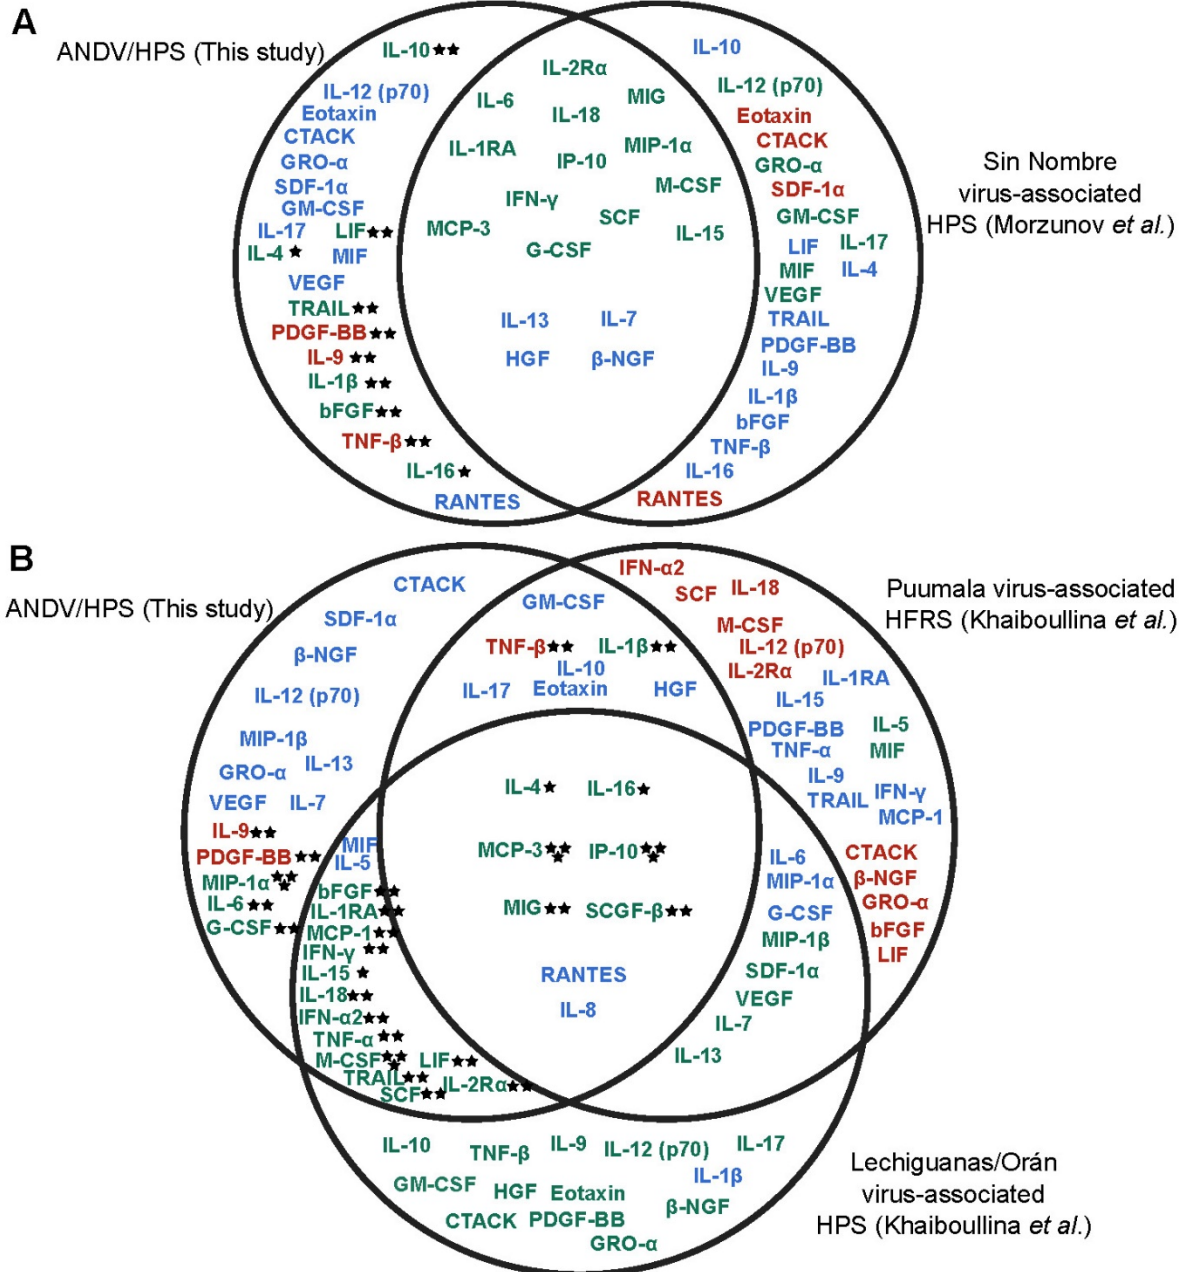 A
ANDV/HPS (This study)
IL-10★★
IL-12 (p70)
Eotaxin
CTACK
GRO-α
SDF-1α
GM-CSF
IL-17 LIF★★
IL-4 ★ MIF
VEGF
TRAIL★★
PDGF-BB★★
IL-9 ★★
IL-1β ★★
bFGF★★
TNF-β★★
IL-16★
RANTES
IL-2Rα
IL-6 MIG
IL-18
IL-1RA MIP-1α
IP-10
M-CSF
IFN-γ
SCF
MCP-3 IL-15
G-CSF
IL-13 IL-7
HGF β-NGF
IL-10
IL-12 (p70)
Eotaxin
CTACK
GRO-α
SDF-1α
GM-CSF
LIF IL-17
MIF IL-4
VEGF
TRAIL
PDGF-BB
IL-9
IL-1β
bFGF
TNF-β
IL-16
RANTES
Sin Nombre
virus-associated
HPS (Morzunov et al.)
B
ANDV/HPS (This study)
CTACK
SDF-1α
β-NGF
IL-12 (p70)
MIP-1β
IL-13
GRO-α
VEGF IL-7
IL-9★★
PDGF-BB★★
MIP-1α★★★
IL-6 ★★
G-CSF★★
GM-CSF
TNF-β★★ IL-1β★★
IL-10
IL-17 Eotaxin HGF
IFN-α2
SCF IL-18
M-CSF
IL-12 (p70)
IL-2Rα
IL-1RA
IL-15
PDGF-BB IL-5
TNF-α MIF
IL-9
TRAIL IFN-γ
MCP-1
CTACK
β-NGF
GRO-α
bFGF
LIF
Puumala virus-associated
HFRS (Khaiboullina et al.)
MIF
IL-5
bFGF★★
IL-1RA★★
MCP-1★★
IFN-γ ★★
IL-15 ★
IL-18★★
IFN-α2★★
TNF-α ★★
M-CSF★★★ LIF★★
TRAIL★★ IL-2Rα★★
SCF★★
IL-4 ★ IL-16★
MCP-3★★★ IP-10★★★
MIG★★ SCGF-β★★
RANTES
IL-8
IL-6
MIP-1α
G-CSF
MIP-1β
SDF-1α
VEGF
IL-7
IL-13
IL-10 TNF-β IL-9 IL-12 (p70) IL-17
IL-1β
GM-CSF HGF Eotaxin β-NGF
CTACK PDGF-BB
GRO-α
Lechiguanas/Orán
virus-associated
HPS (Khaiboullina et al.)